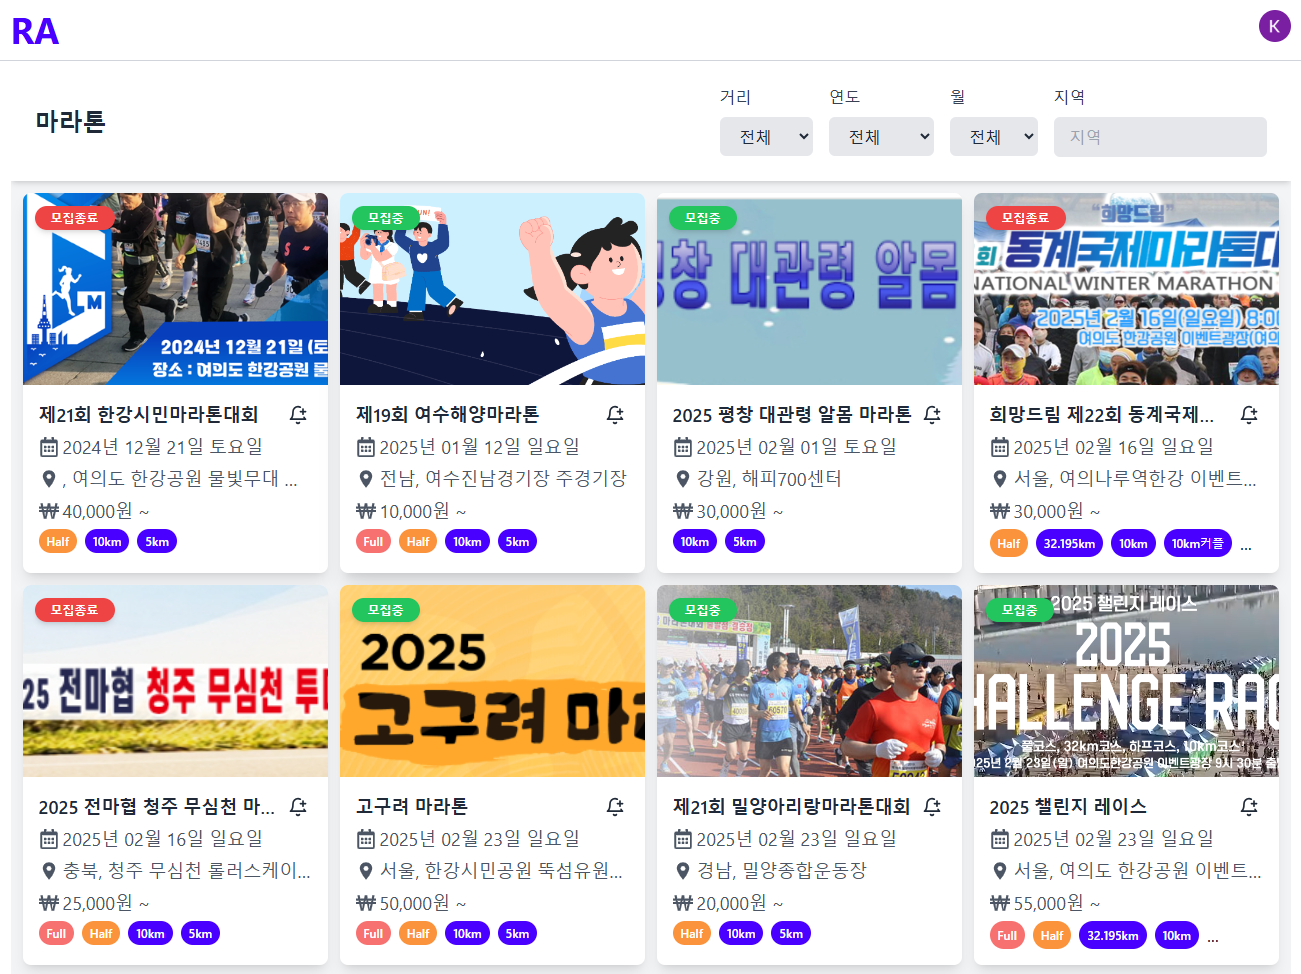 RA
K
마라톤
거리
연도
월
지역
전체
전체
전체
지역
모집종료
2024년 12월 21일 (토
장소 : 여의도 한강공원 물
제21회 한강시민마라톤대회
2024년 12월 21일 토요일
, 여의도 한강공원 물빛무대 ...
40,000원 ~
Half 10km 5km
모집중
제19회 여수해양마라톤
2025년 01월 12일 일요일
전남, 여수진남경기장 주경기장
10,000원 ~
Full Half 10km 5km
모집중
창 대관령 알몸
2025 평창 대관령 알몸 마라톤
2025년 02월 01일 토요일
강원, 해피700센터
30,000원 ~
10km 5km
모집종료
"희망드림"
회 동계국제마라톤대
NATIONAL WINTER MARATHON
2025년 2월 16일(일요일) 8:00
여의도 한강공원 이벤트광장(여의
희망드림 제22회 동계국제...
2025년 02월 16일 일요일
서울, 여의나루역한강 이벤트...
30,000원 ~
Half 32.195km 10km 10km커플 ...
모집종료
25 전마협 청주 무심천 투
2025 전마협 청주 무심천 마...
2025년 02월 16일 일요일
충북, 청주 무심천 롤러스케이...
25,000원 ~
Full Half 10km 5km
모집중
2025
고구려 마라
고구려 마라톤
2025년 02월 23일 일요일
서울, 한강시민공원 뚝섬유원...
50,000원 ~
Full Half 10km 5km
모집중
제21회 밀양아리랑마라톤대회
2025년 02월 23일 일요일
경남, 밀양종합운동장
20,000원 ~
Half 10km 5km
모집중
2025 챌린지 레이스
2025
HALLENGE RAC
풀코스, 32km코스, 하프코스, 10km코스
025년 2월 23일(일) 여의도한강공원 이벤트광장 9시 30분 출
2025 챌린지 레이스
2025년 02월 23일 일요일
서울, 여의도 한강공원 이벤트...
55,000원 ~
Full Half 32.195km 10km ...